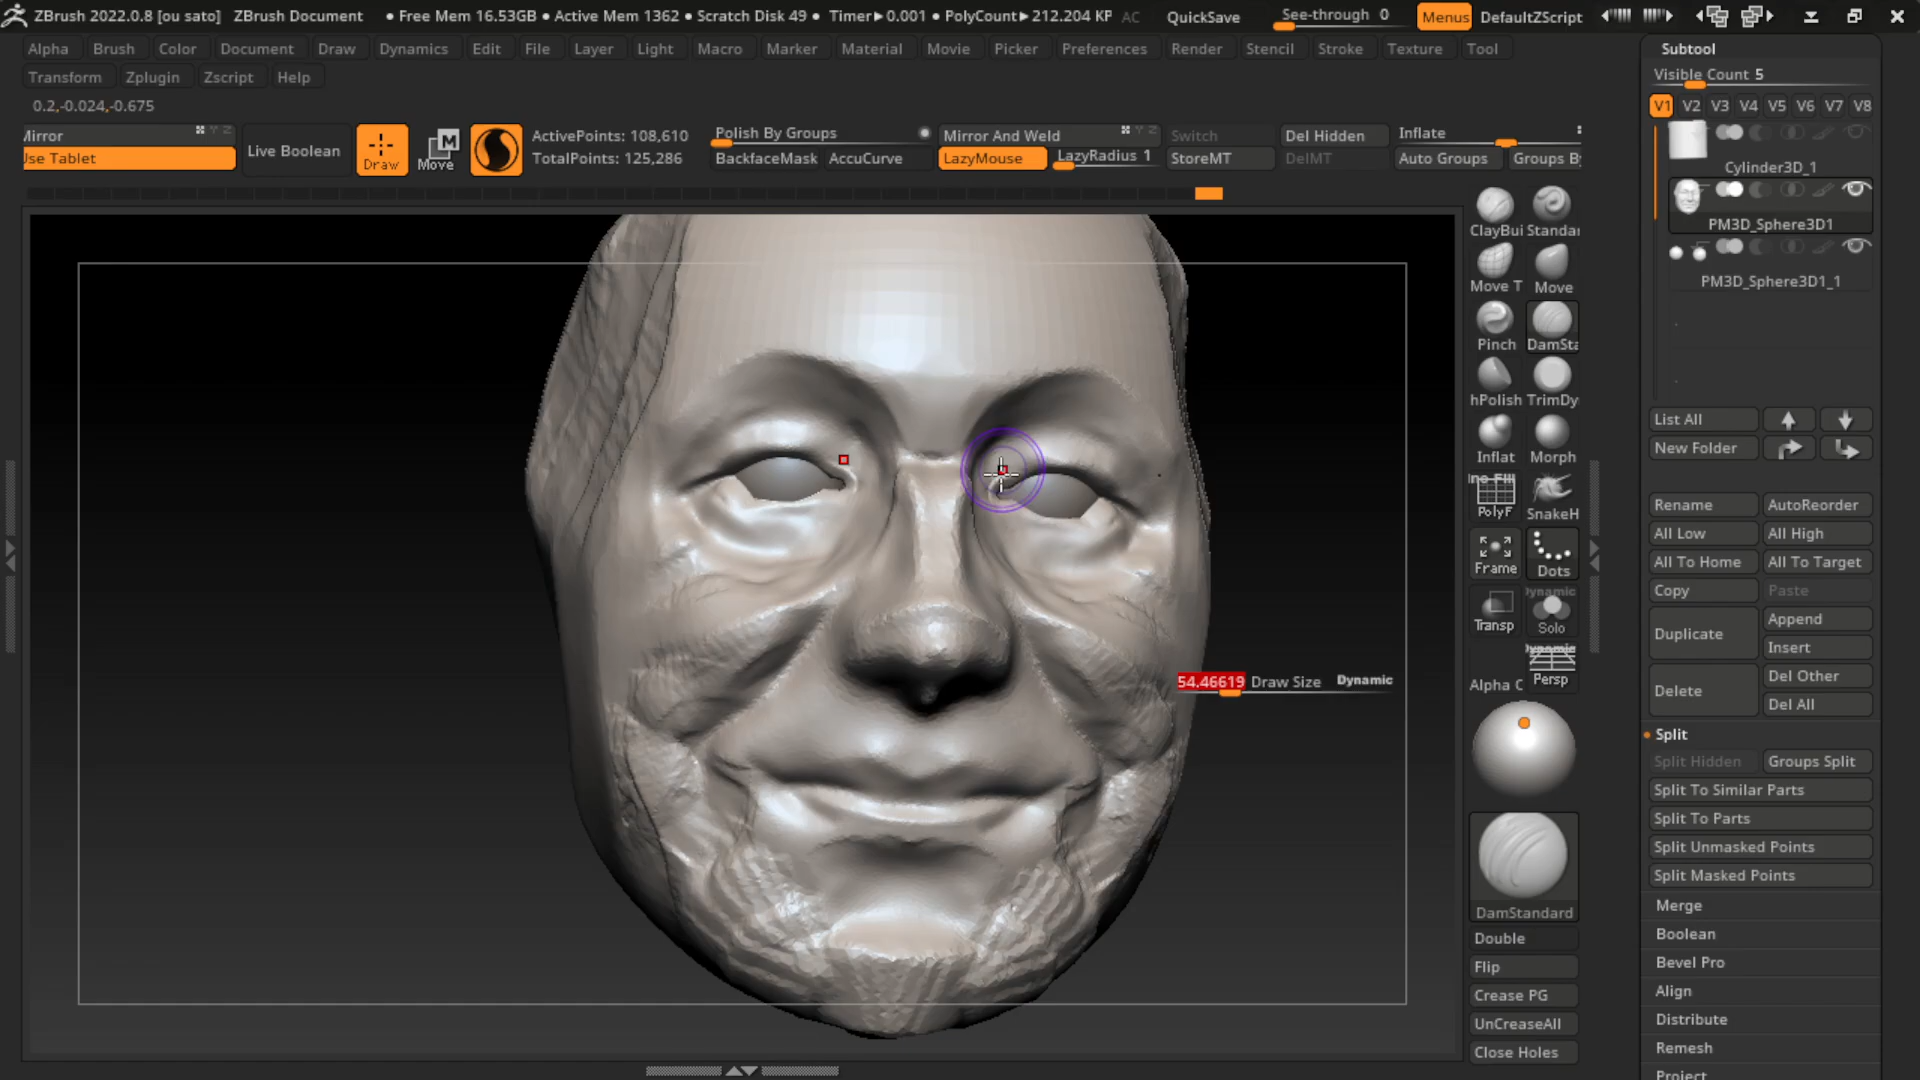 ZBrush 2022.0.8 [ou sato] ZBrush Document • Free Mem 16.53GB • Active Mem 1362 • Scratch Disk 49 • Timer▶0.001 • PolyCount▶212.204 KP AC QuickSave See-through 0 Menus DefaultZScript
Alpha Brush Color Document Draw Dynamics Edit File Layer Light Macro Marker Material Movie Picker Preferences Render Stencil Stroke Texture Tool
Transform Zplugin Zscript Help
0.2,-0.024,-0.675
Mirror
Use Tablet
Live Boolean
Draw
Move
ActivePoints: 108,610
TotalPoints: 125,286
Polish By Groups
BackfaceMask AccuCurve
Mirror And Weld
LazyMouse LazyRadius 1
Switch Del Hidden
StoreMT DelMT
Inflate
Auto Groups Groups By
ClayBui Standar
Move T Move
Pinch DamSta
hPolish TrimDy
Inflat Morph
PolyF SnakeH
Frame Dots
Transp Dynamic Solo
Dynamic Persp
Alpha O
54.46619 Draw Size Dynamic
DamStandard
Double
Flip
Crease PG
UnCreaseAll
Close Holes
Subtool
Visible Count 5
V1 V2 V3 V4 V5 V6 V7 V8
Cylinder3D_1
PM3D_Sphere3D1
PM3D_Sphere3D1_1
List All
New Folder
Rename AutoReorder
All Low All High
All To Home All To Target
Copy Paste
Duplicate Append
Insert
Delete Del Other
Del All
Split
Split Hidden Groups Split
Split To Similar Parts
Split To Parts
Split Unmasked Points
Split Masked Points
Merge
Boolean
Bevel Pro
Align
Distribute
Remesh
Project